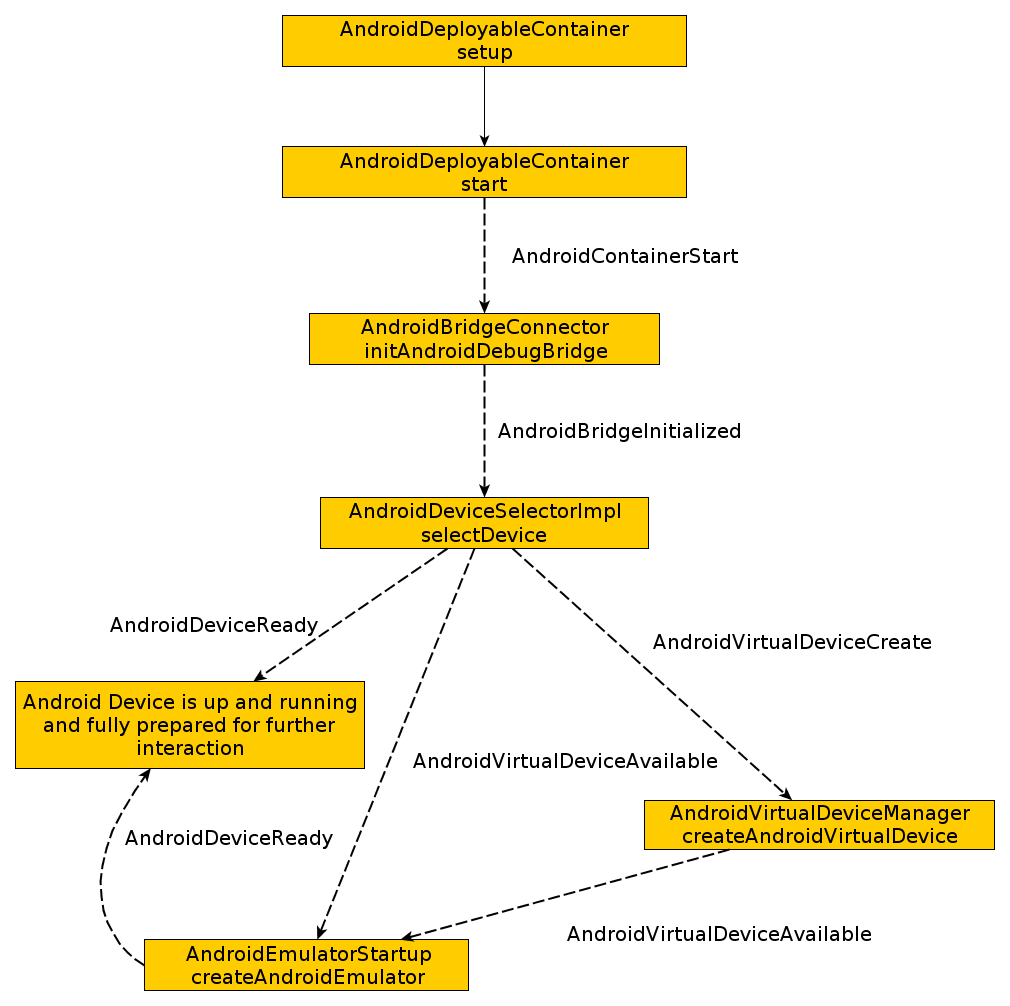 AndroidDeployableContainer
setup
AndroidDeployableContainer
start
AndroidContainerStart
AndroidBridgeConnector
initAndroidDebugBridge
AndroidBridgeInitialized
AndroidDeviceSelectorImpl
selectDevice
AndroidDeviceReady
AndroidVirtualDeviceCreate
Android Device is up and running
and fully prepared for further
interaction
AndroidVirtualDeviceAvailable
AndroidVirtualDeviceManager
createAndroidVirtualDevice
AndroidDeviceReady
AndroidVirtualDeviceAvailable
AndroidEmulatorStartup
createAndroidEmulator